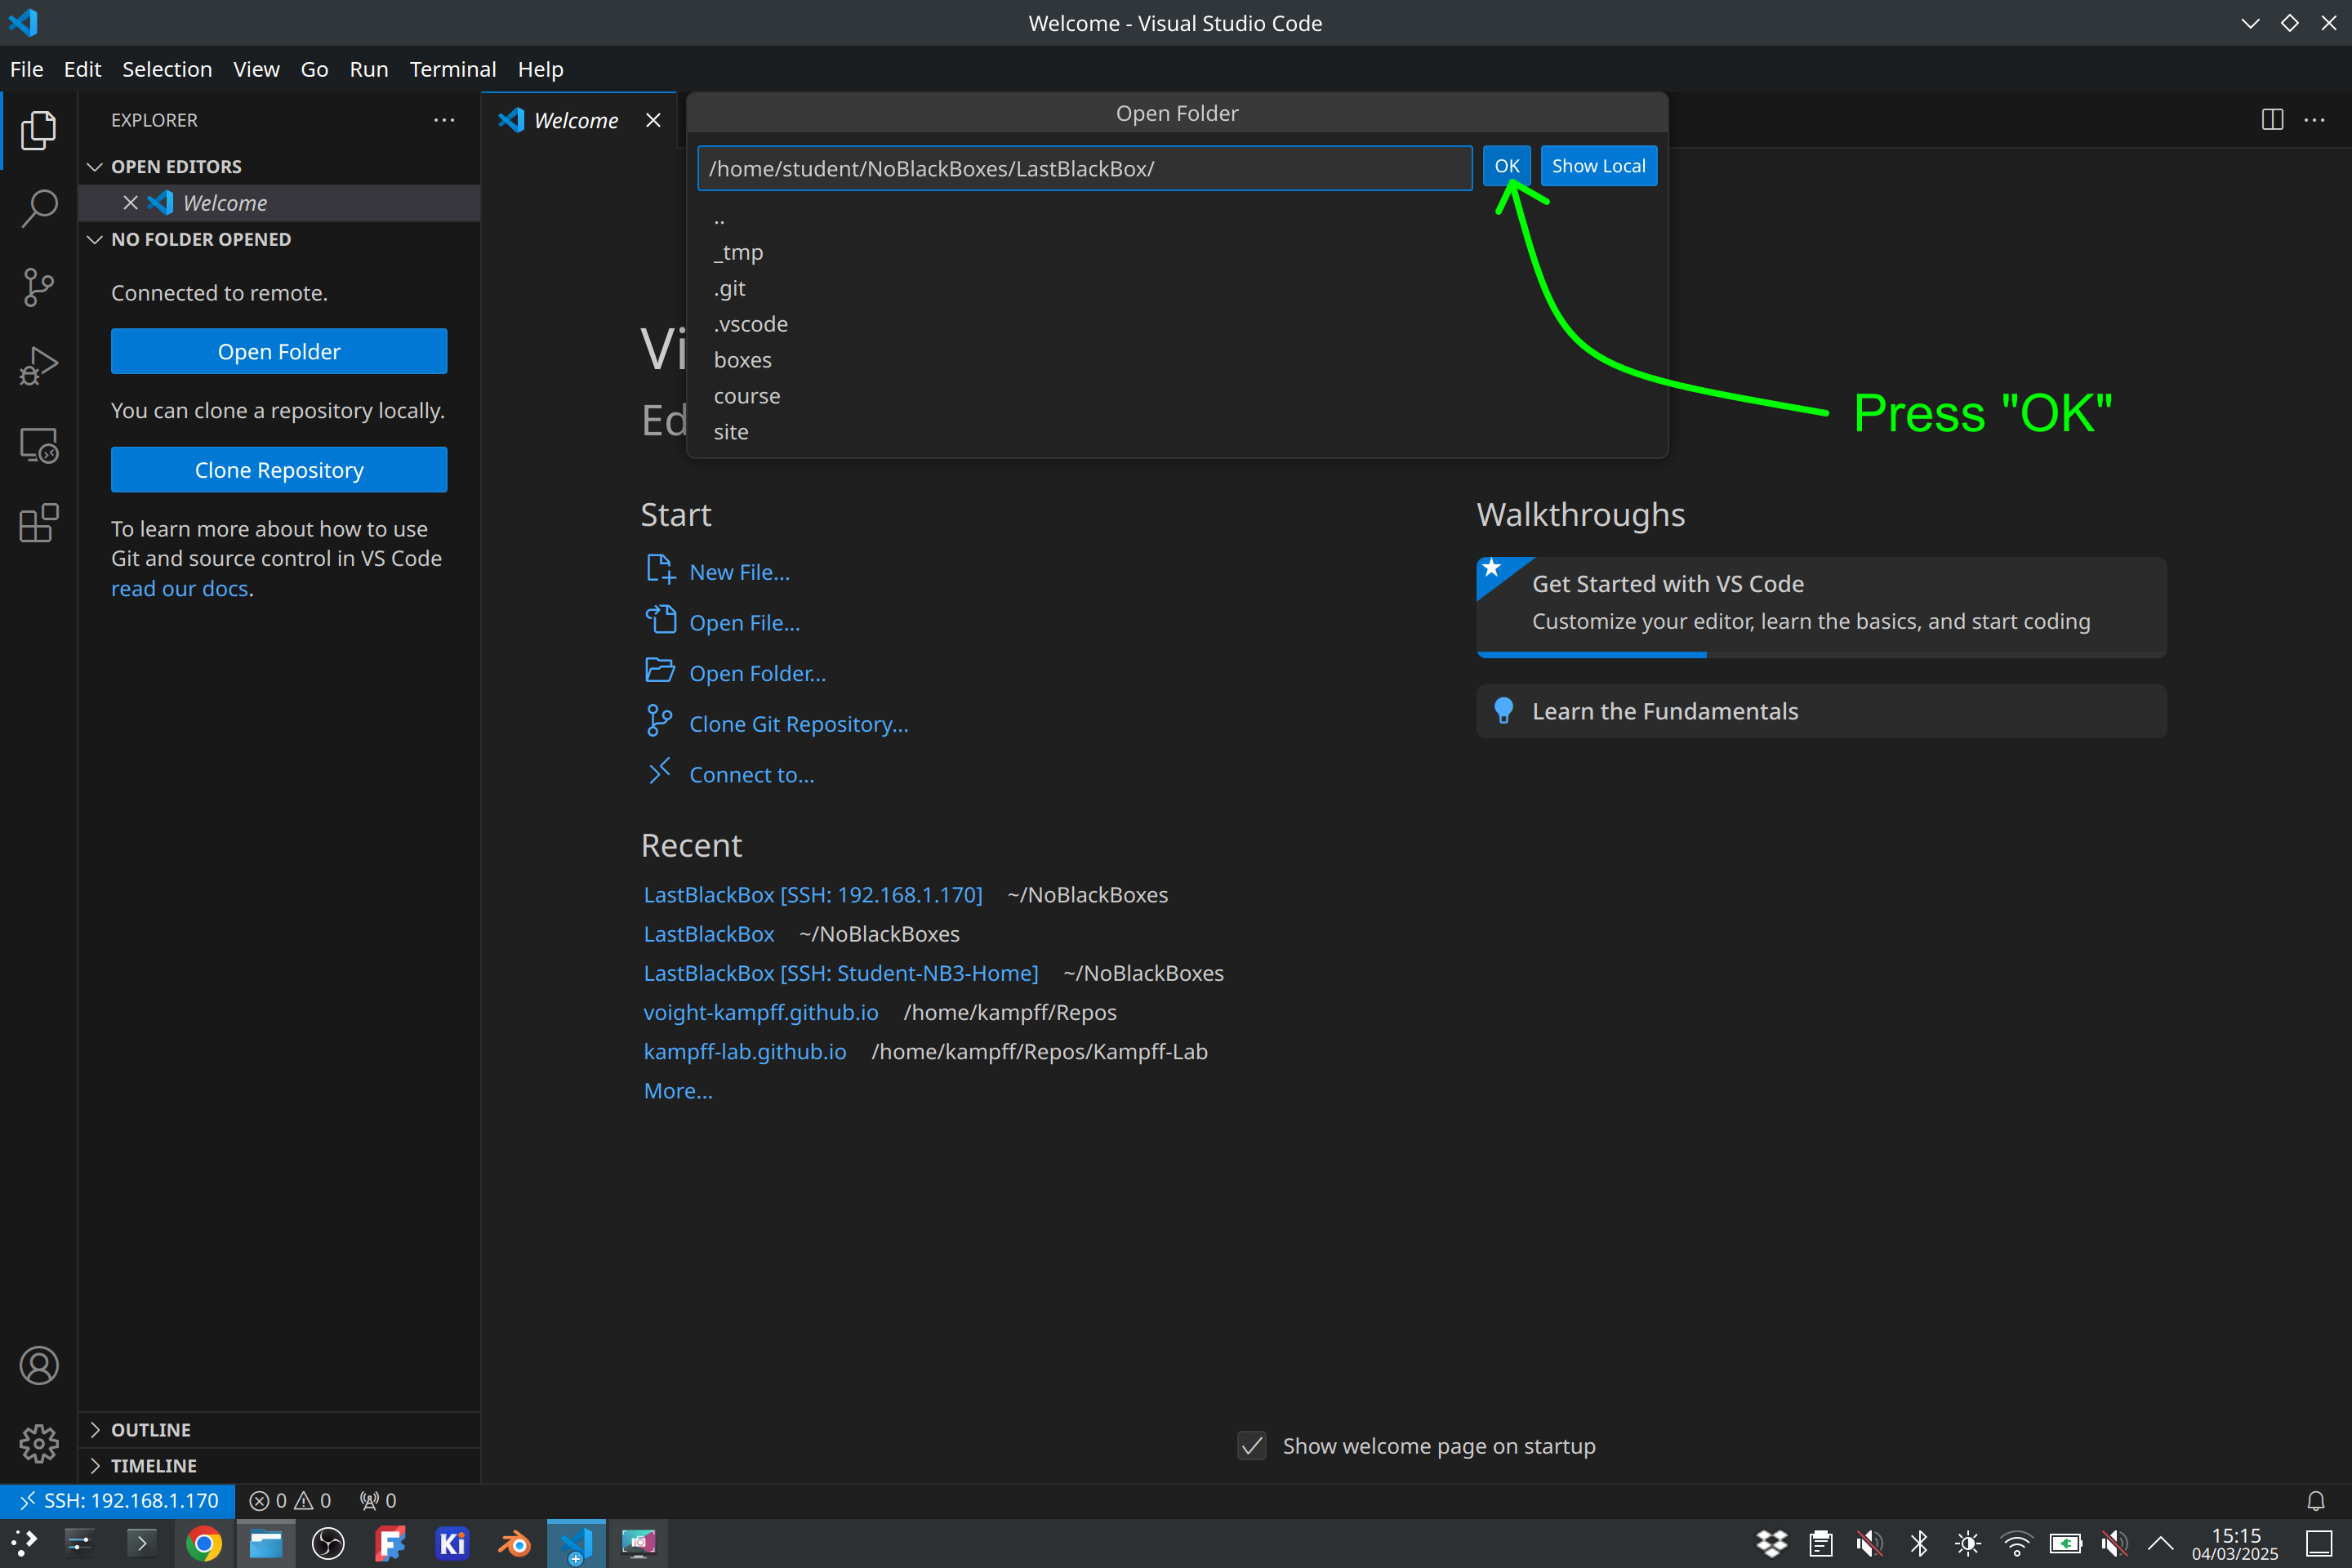 Welcome - Visual Studio Code
File Edit Selection View Go Run Terminal Help
EXPLORER
OPEN EDITORS
Welcome
NO FOLDER OPENED
Connected to remote.
Open Folder
You can clone a repository locally.
Clone Repository
To learn more about how to use
Git and source control in VS Code
read our docs.
OUTLINE
TIMELINE
Welcome
Open Folder
/home/student/NoBlackBoxes/LastBlackBox/
OK
Show Local
..
_tmp
.git
.vscode
boxes
course
site
Press "OK"
Vi
Ed
Start
New File...
Open File...
Open Folder...
Clone Git Repository...
Connect to...
Recent
LastBlackBox [SSH: 192.168.1.170] ~/NoBlackBoxes
LastBlackBox ~/NoBlackBoxes
LastBlackBox [SSH: Student-NB3-Home] ~/NoBlackBoxes
voight-kampff.github.io /home/kampff/Repos
kampff-lab.github.io /home/kampff/Repos/Kampff-Lab
More...
Walkthroughs
Get Started with VS Code
Customize your editor, learn the basics, and start coding
Learn the Fundamentals
Show welcome page on startup
SSH: 192.168.1.170 0 0 0
Ki
15:15
04/03/2025